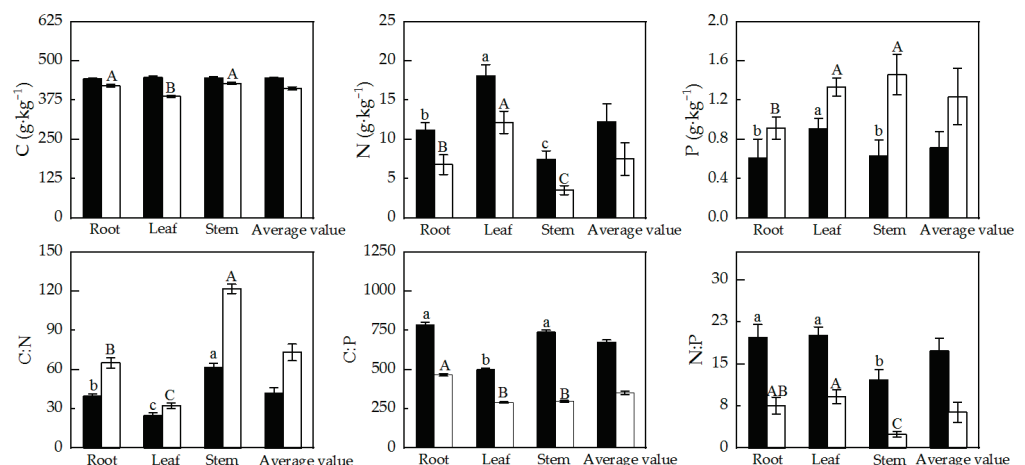 625
500
375
250
125
0
C (g·kg⁻¹)
A
B
A
Root Leaf Stem Average value
25
20
15
10
5
0
N (g·kg⁻¹)
b
B
a
A
c
C
Root Leaf Stem Average value
2.0
1.6
1.2
0.8
0.4
0.0
P (g·kg⁻¹)
b
B
a
A
b
A
Root Leaf Stem Average value
150
120
90
60
30
0
C:N
b
B
c
C
a
A
Root Leaf Stem Average value
1250
1000
750
500
250
0
C:P
a
A
b
B
a
B
Root Leaf Stem Average value
35
30
23
15
8
0
N:P
a
AB
a
A
b
C
Root Leaf Stem Average value